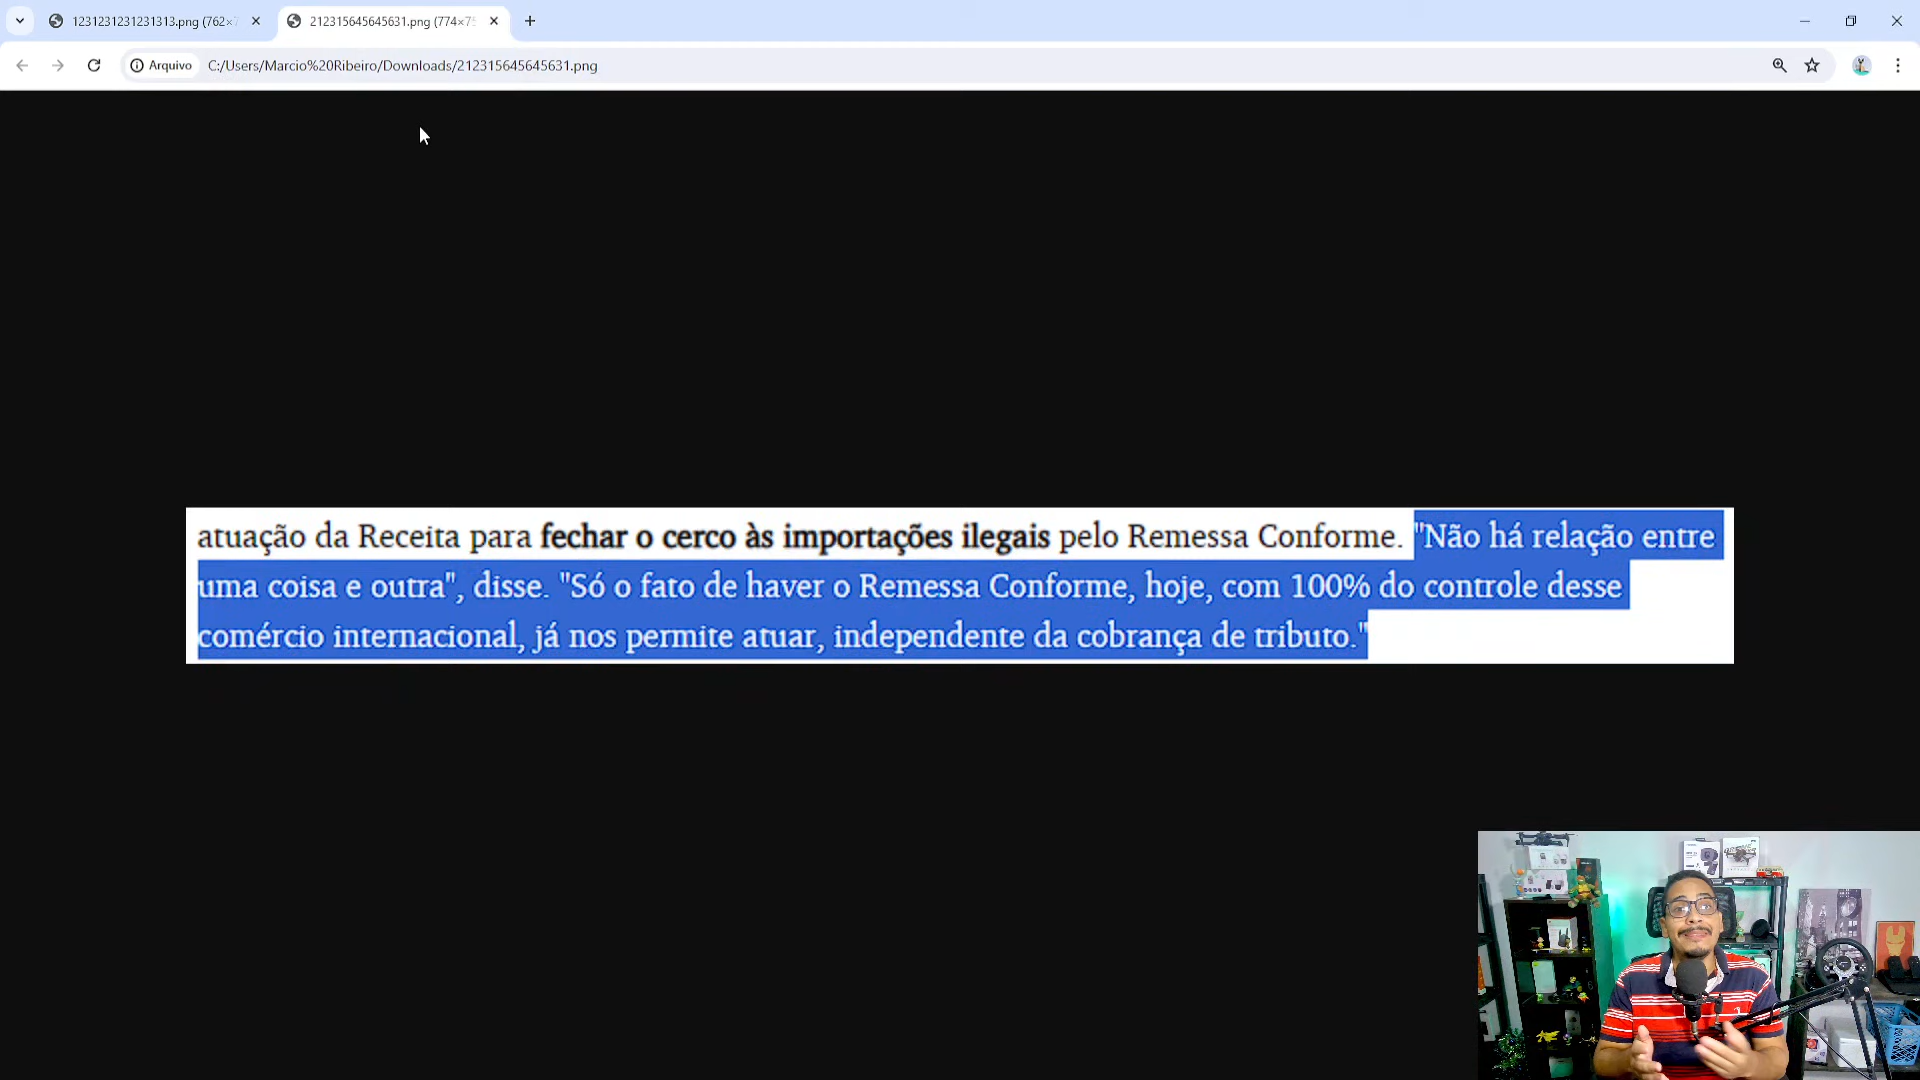 1231231231231313.png (762×7
212315645645631.png (774×75
Arquivo
C:/Users/Marcio%20Ribeiro/Downloads/212315645645631.png
atuação da Receita para fechar o cerco às importações ilegais pelo Remessa Conforme. "Não há relação entre
uma coisa e outra", disse. "Só o fato de haver o Remessa Conforme, hoje, com 100% do controle desse
comércio internacional, já nos permite atuar, independente da cobrança de tributo."